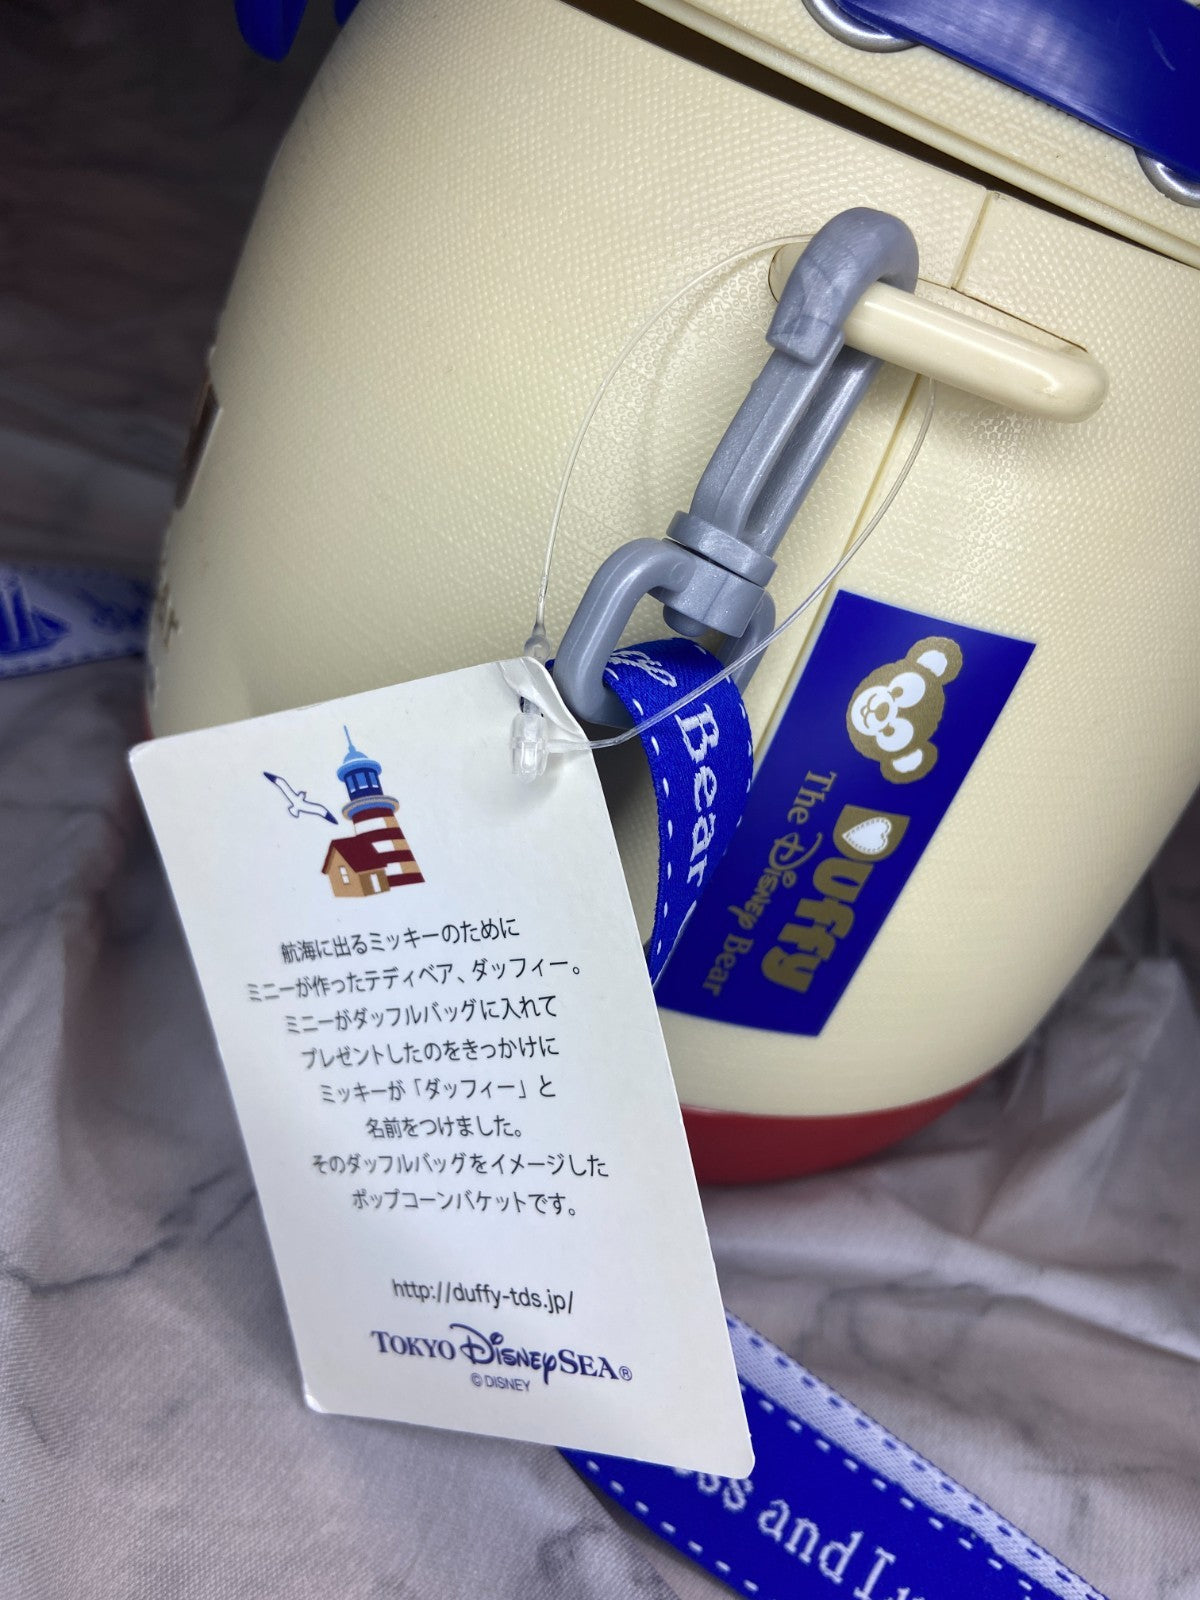 航海に出るミッキーのために
ミニーが作ったテディベア、ダッフィー。
ミニーがダッフルバッグに入れて
プレゼントしたのをきっかけに
ミッキーが「ダッフィー」と
名前をつけました。
そのダッフルバッグをイメージした
ポップコーンバケットです。
http://duffy-tds.jp/
TOKYO DISNEY SEA®
© DISNEY
Bear
DUffy
The DISNEY Bear
and